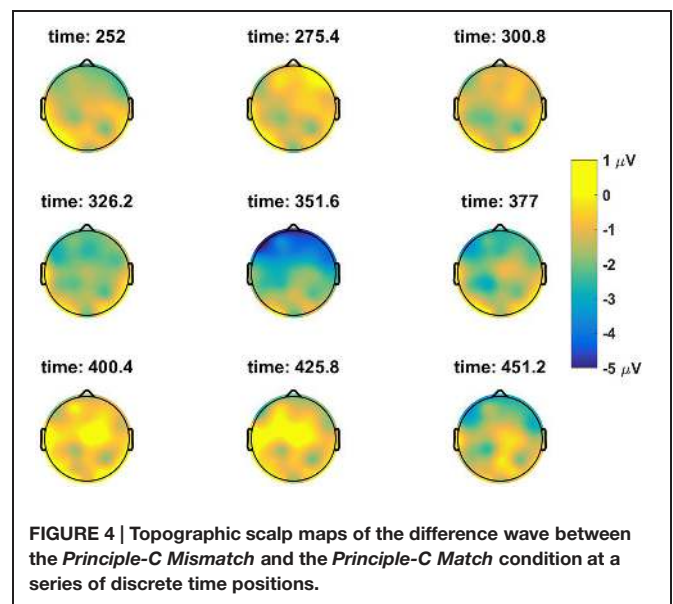 time: 252
time: 275.4
time: 300.8
time: 326.2
time: 351.6
time: 377
time: 400.4
time: 425.8
time: 451.2
1 μV
0
-1
-2
-3
-4
-5 μV
FIGURE 4 | Topographic scalp maps of the difference wave between
the Principle-C Mismatch and the Principle-C Match condition at a
series of discrete time positions.